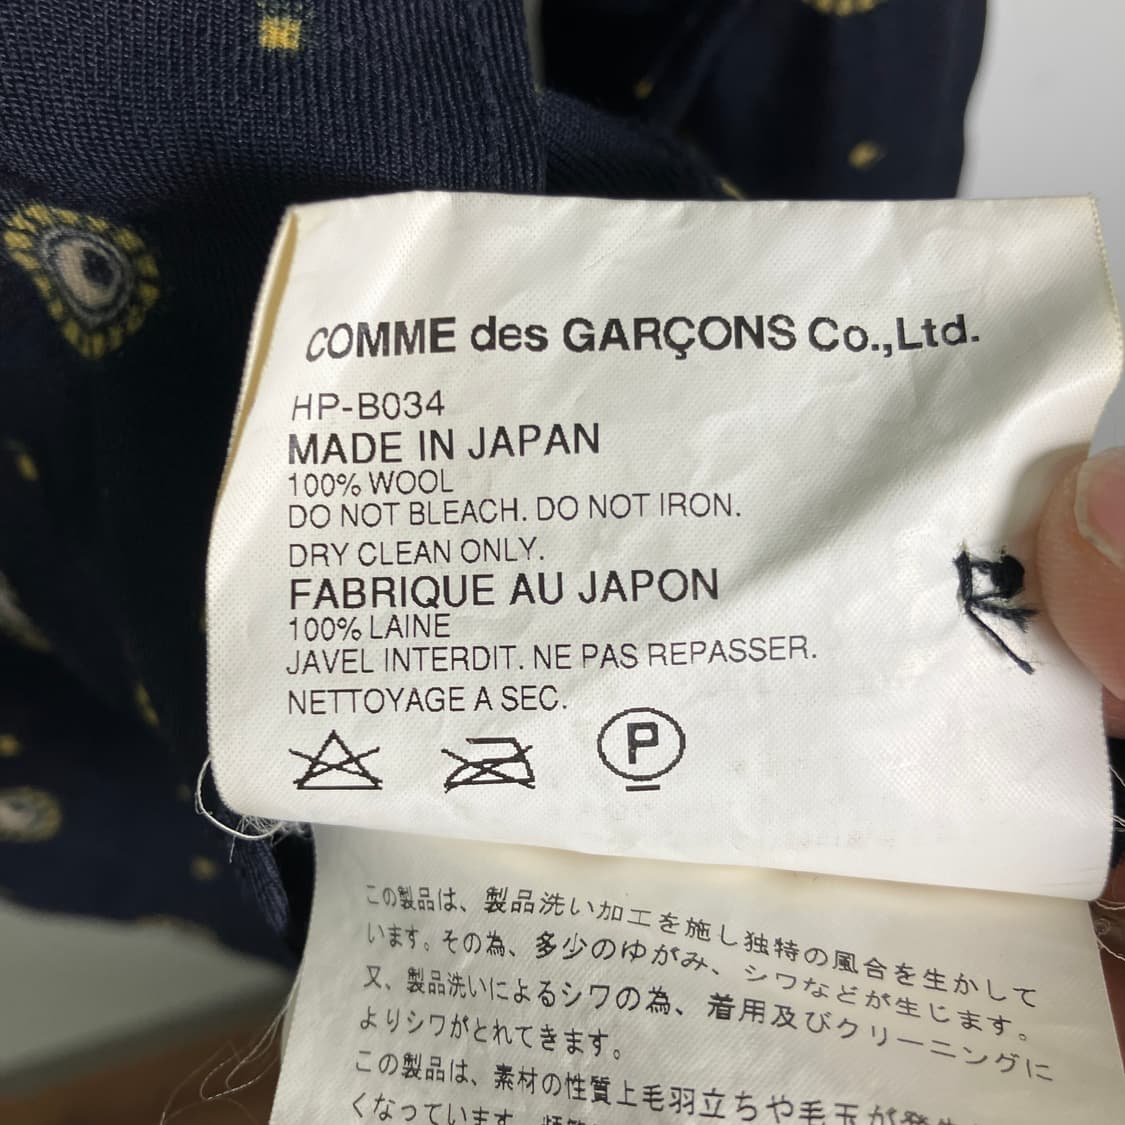 COMME des GARÇONS Co.,Ltd.
HP-B034
MADE IN JAPAN
100% WOOL
DO NOT BLEACH. DO NOT IRON.
DRY CLEAN ONLY.
FABRIQUE AU JAPON
100% LAINE
JAVEL INTERDIT. NE PAS REPASSER.
NETTOYAGE A SEC.
P
この製品は、製品洗い加工を施し独特の風合を生かして
います。その為、多少のゆがみ、シワなどが生じます。
又、製品洗いによるシワの為、着用及びクリーニングに
よりシワがとれてきます。
この製品は、素材の性質上毛羽立ちや毛玉が発生
くなっています。